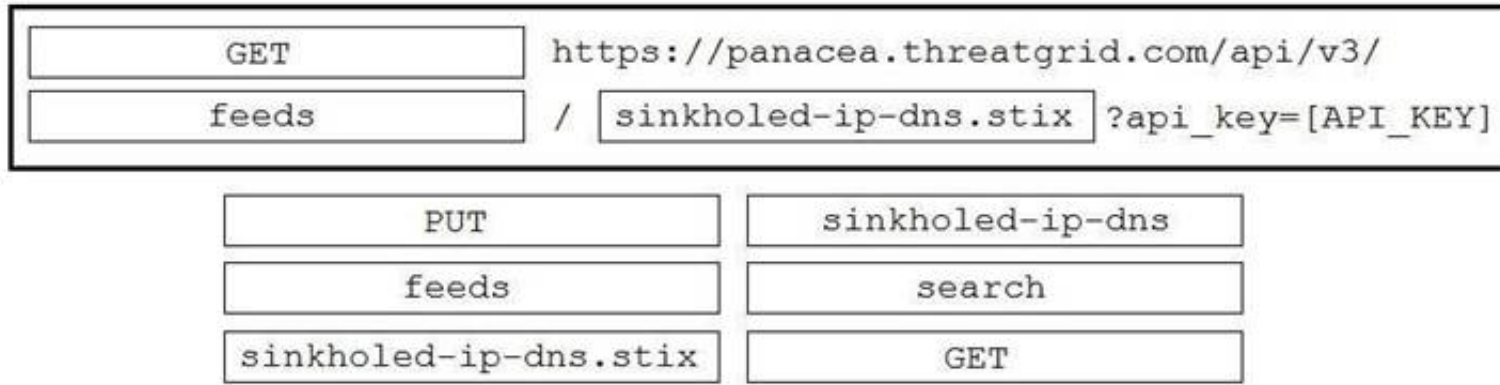 GET https://panacea.threatgrid.com/api/v3/
feeds / sinkholed-ip-dns.stix ?api_key=[API_KEY]
PUT sinkholed-ip-dns
feeds search
sinkholed-ip-dns.stix GET